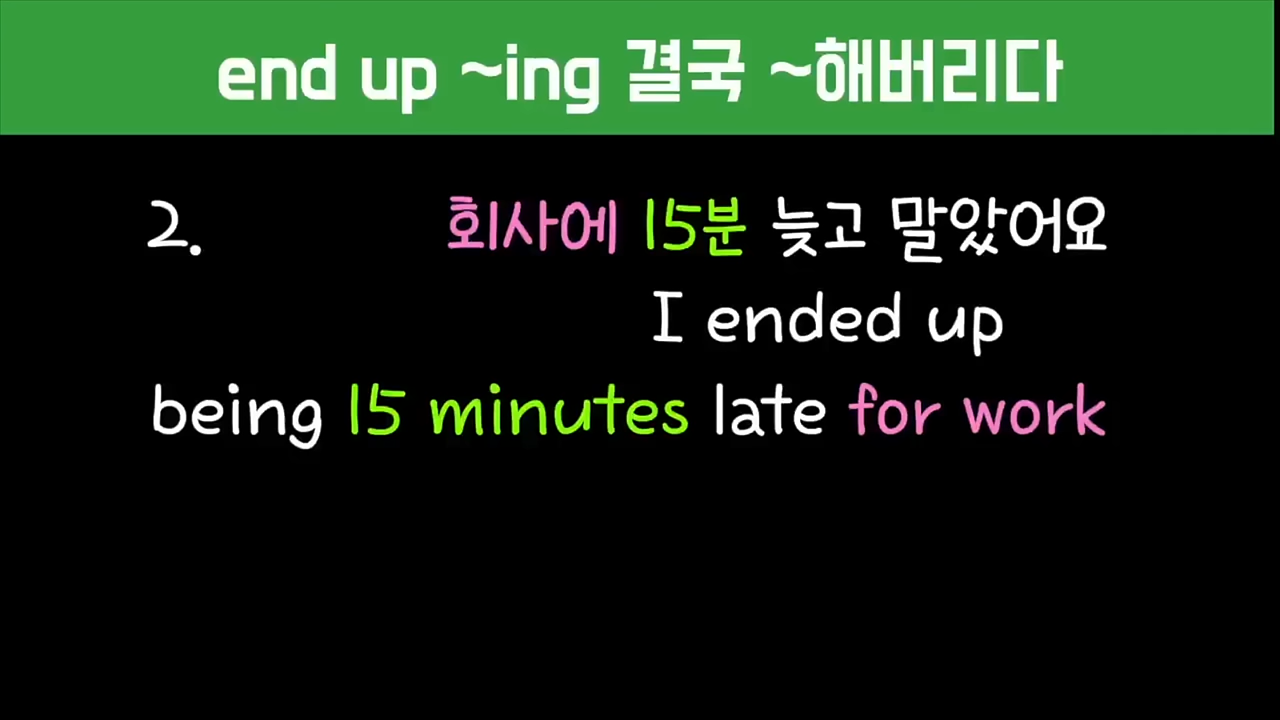 end up ~ing 결국 ~해버리다
2. 회사에 15분 늦고 말았어요
I ended up
being 15 minutes late for work